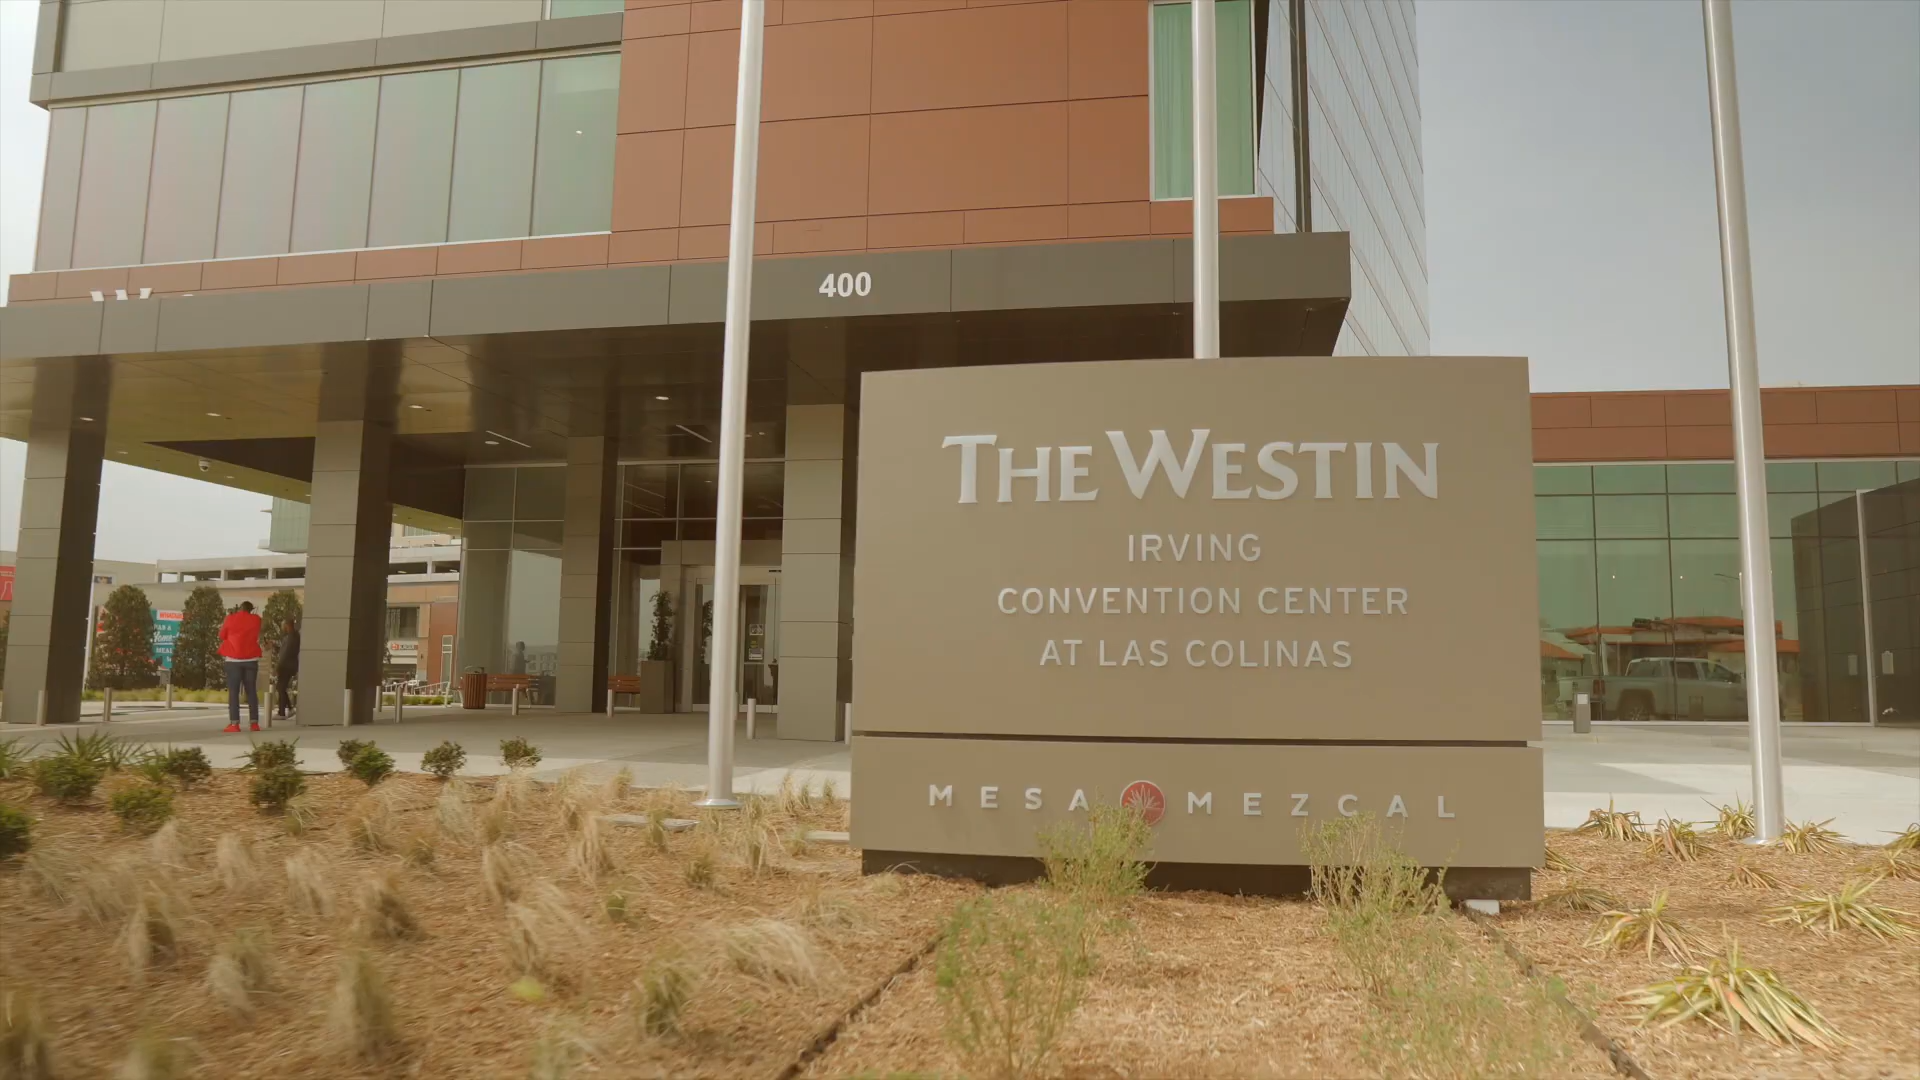 400
THE WESTIN
IRVING
CONVENTION CENTER
AT LAS COLINAS
MESA MEZCAL